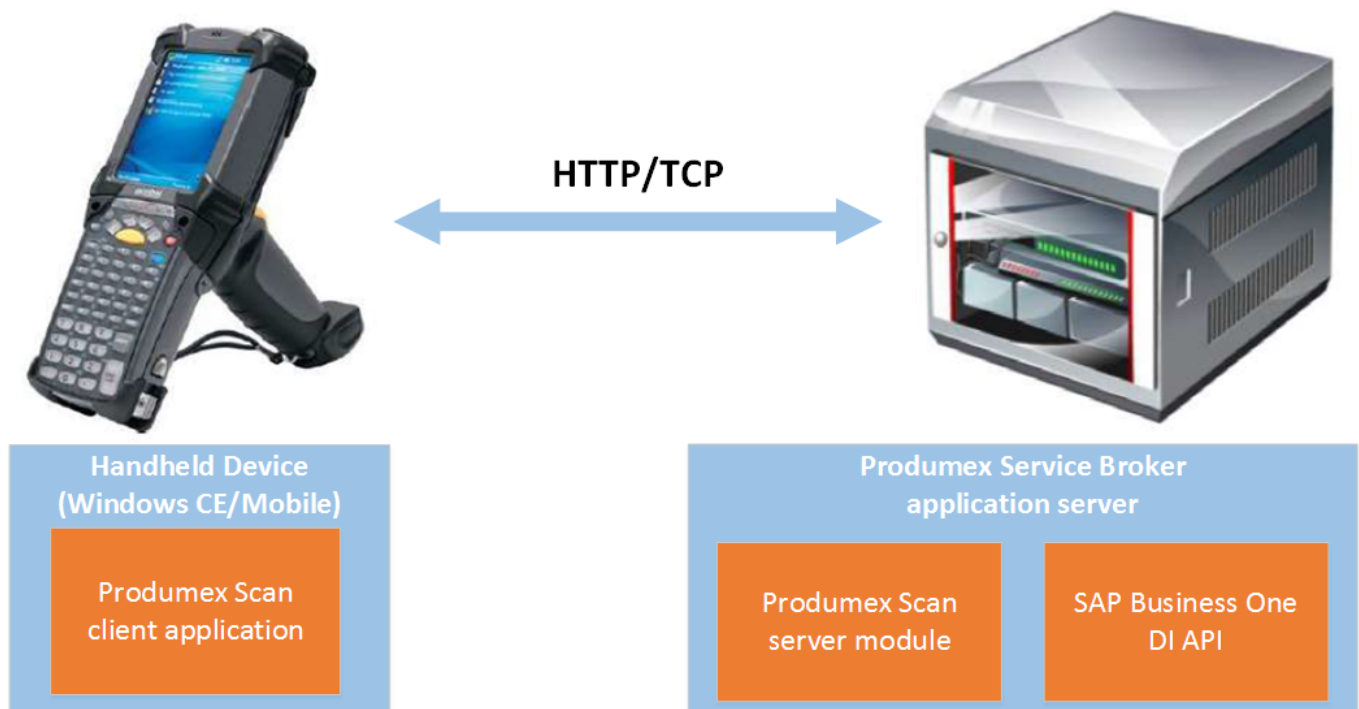 HTTP/TCP
Handheld Device
(Windows CE/Mobile)
Produmex Scan
client application
Produmex Service Broker
application server
Produmex Scan
server module
SAP Business One
DI API